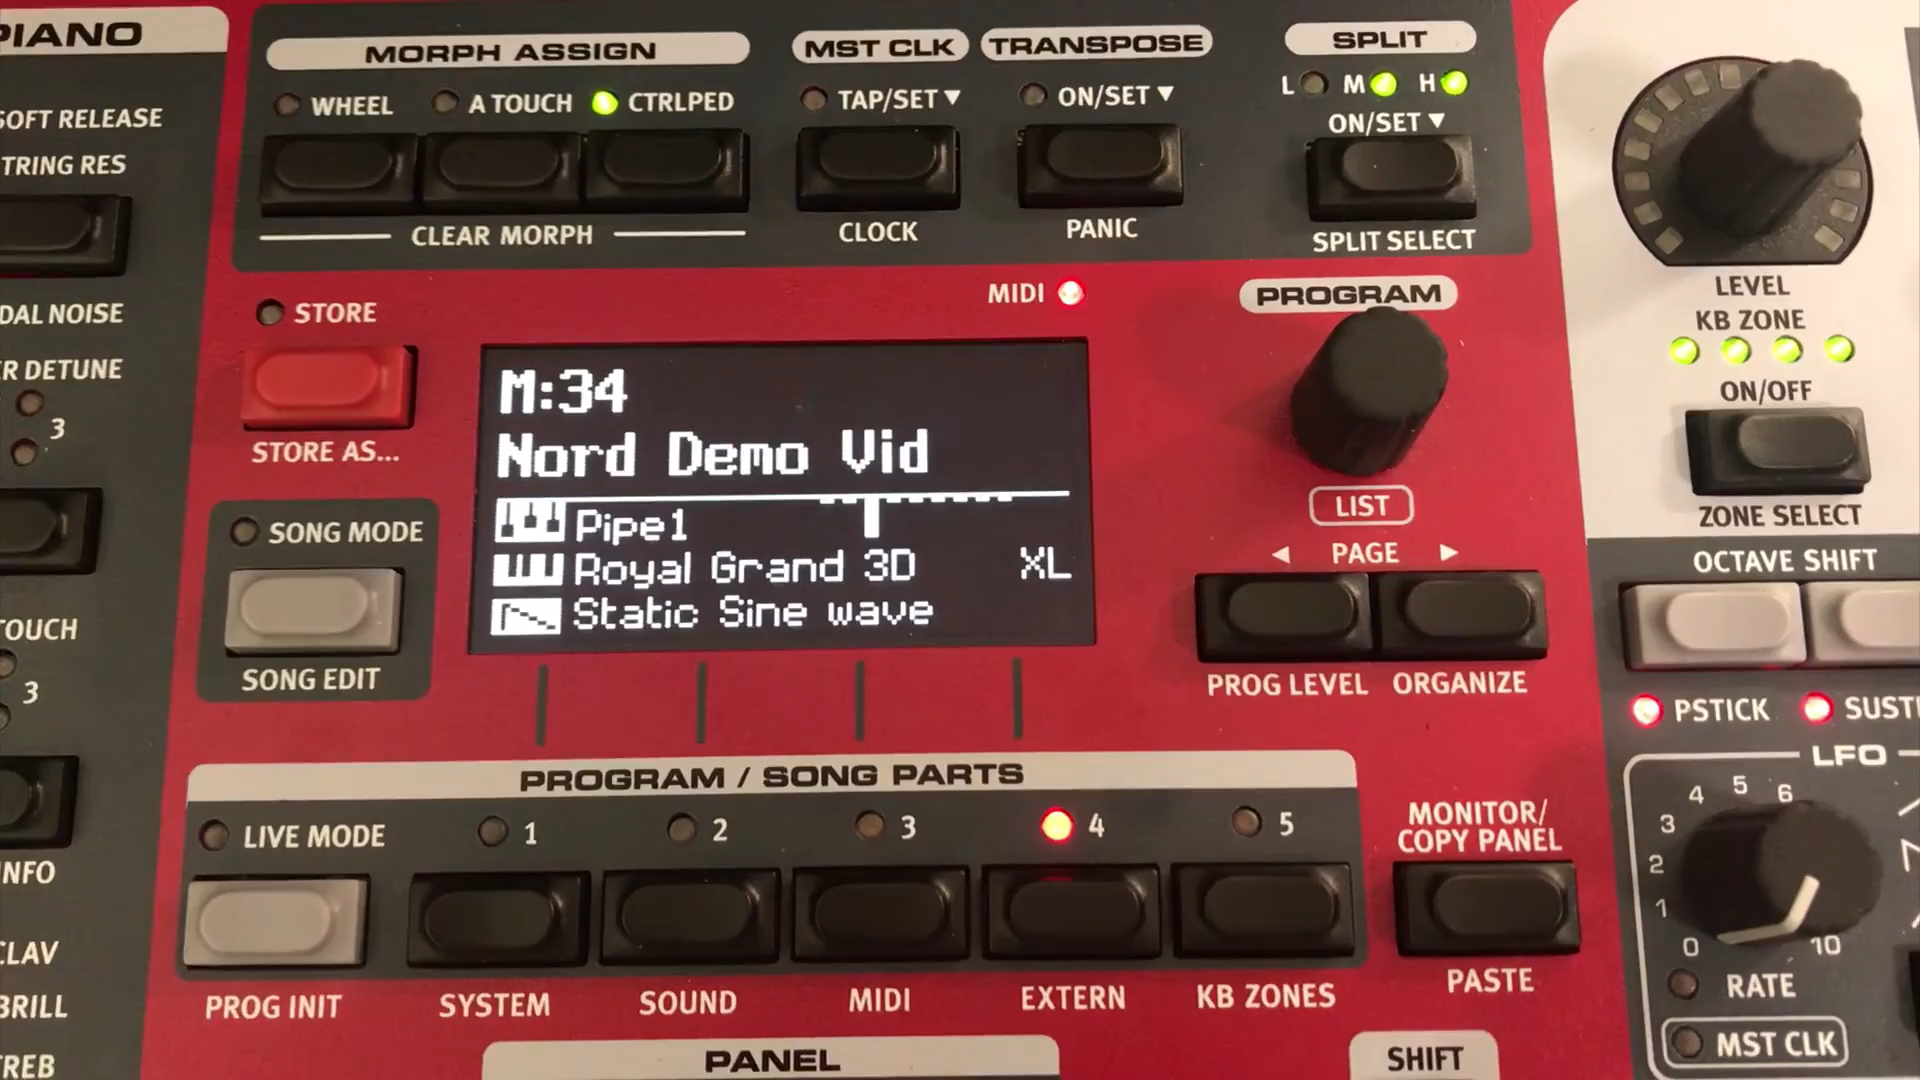 PIANO
SOFT RELEASE
STRING RES
DAL NOISE
R DETUNE
3
TOUCH
3
INFO
CLAV
BRILL
TREB
MORPH ASSIGN
WHEEL
A TOUCH
CTRLPED
CLEAR MORPH
MST CLK
TAP/SET ▼
CLOCK
TRANSPOSE
ON/SET ▼
PANIC
SPLIT
L M H
ON/SET ▼
SPLIT SELECT
STORE
STORE AS...
SONG MODE
SONG EDIT
MIDI
M:34
Nord Demo Vid
Pipe1
Royal Grand 3D XL
Static Sine wave
PROGRAM
LIST
◀ PAGE ▶
PROG LEVEL
ORGANIZE
PROGRAM / SONG PARTS
LIVE MODE
1
2
3
4
5
PROG INIT
SYSTEM
SOUND
MIDI
EXTERN
KB ZONES
MONITOR/
COPY PANEL
PASTE
PANEL
SHIFT
LEVEL
KB ZONE
ON/OFF
ZONE SELECT
OCTAVE SHIFT
PSTICK
SUSTI
LFO
0
1
2
3
4
5
6
10
RATE
MST CLK